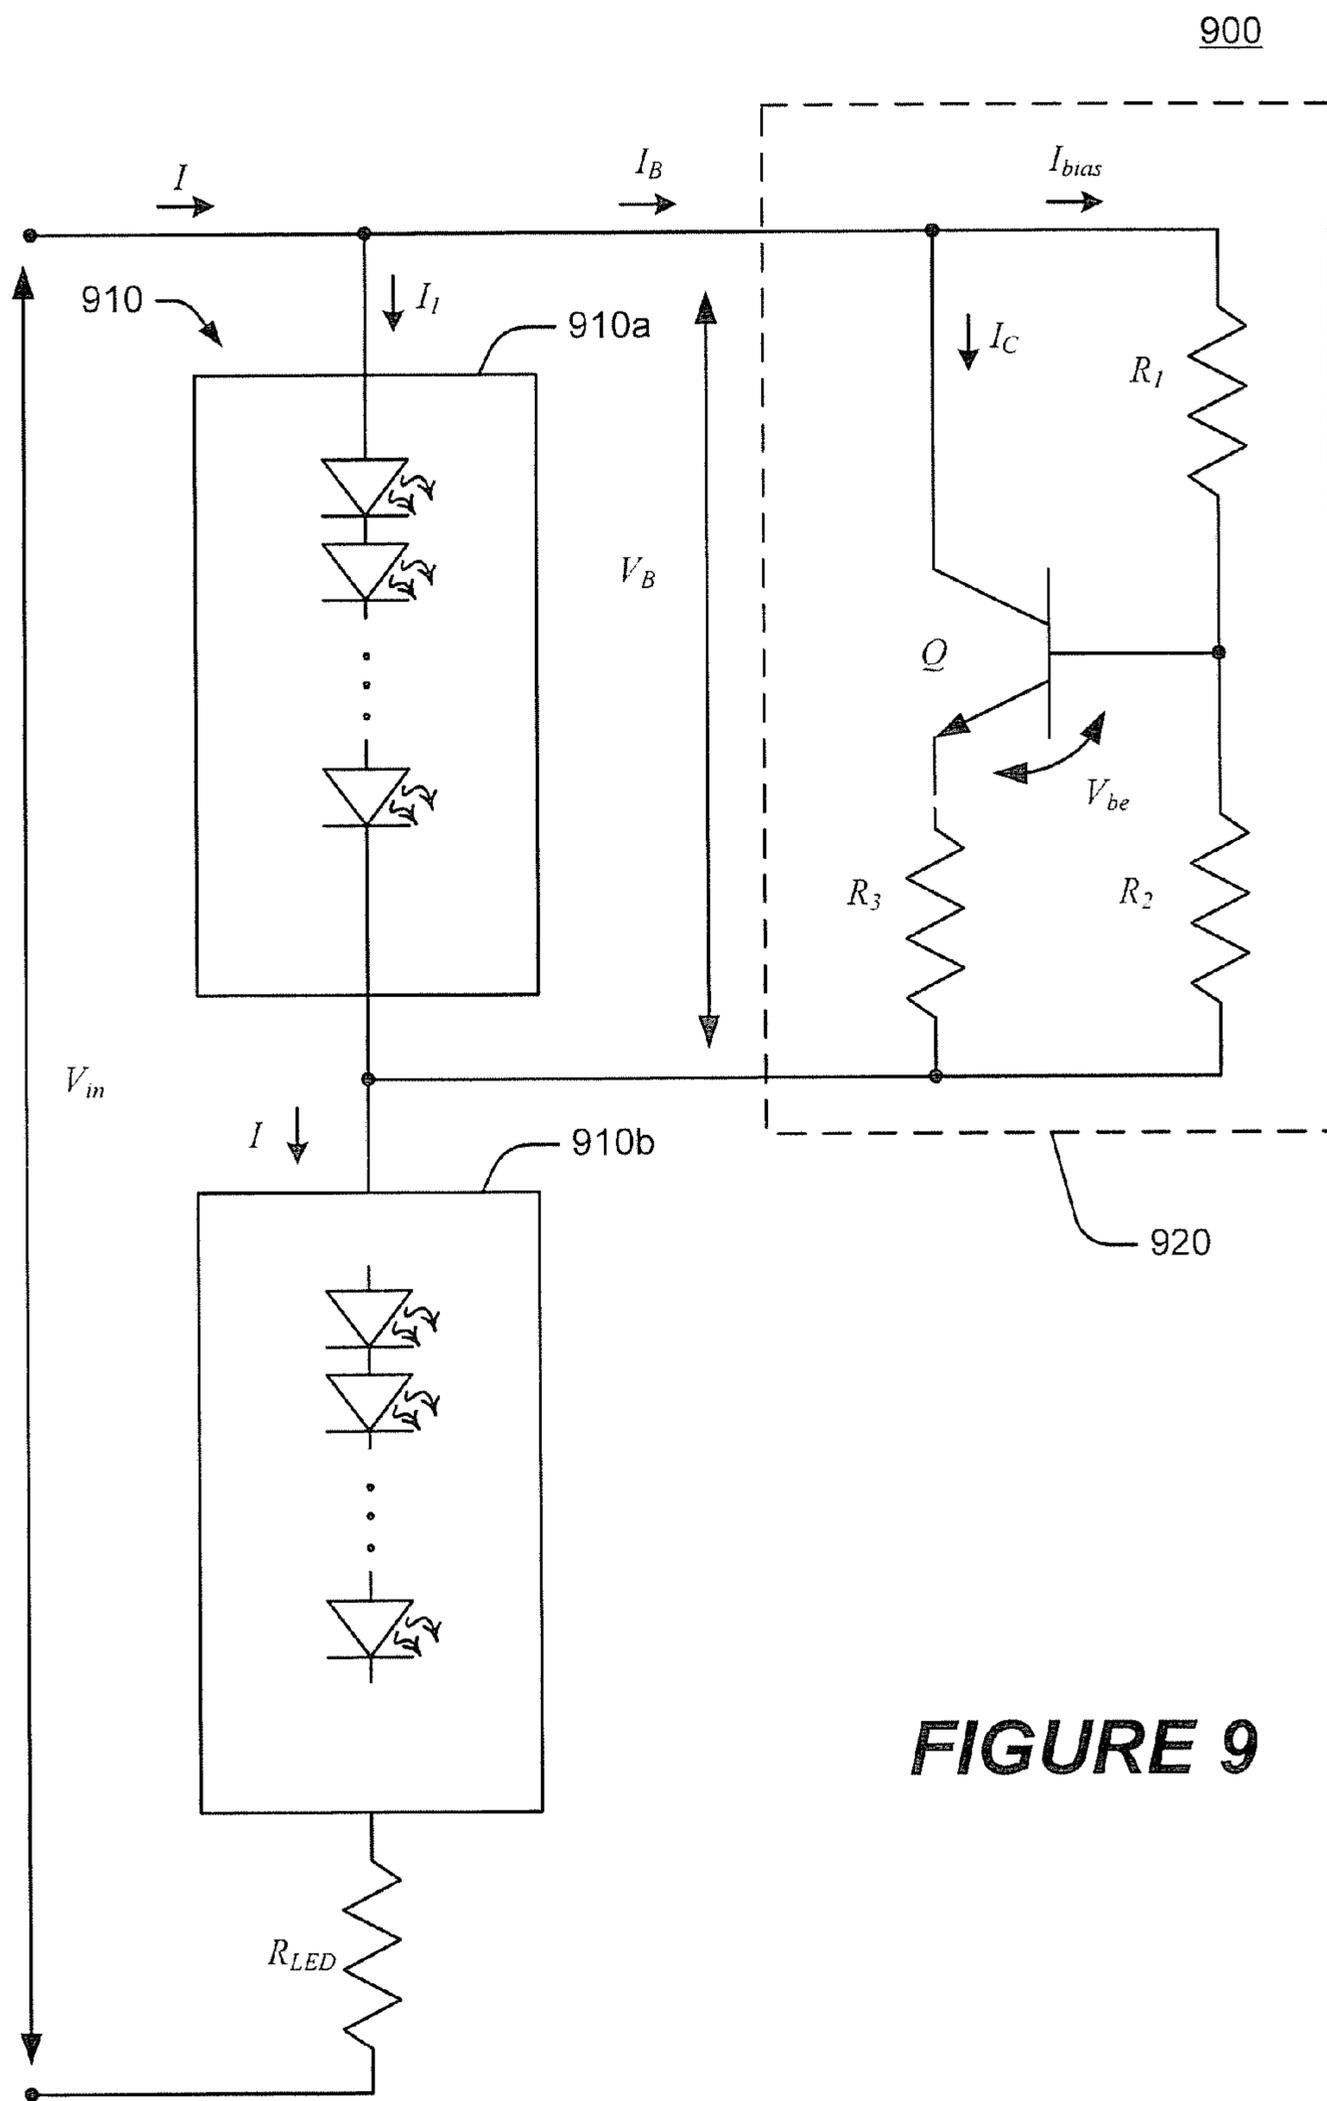 900
I
I_B
I_bias
910
I_1
910a
I_C
R_1
V_B
Q
V_be
R_3
R_2
V_in
I
910b
920
FIGURE 9
R_LED